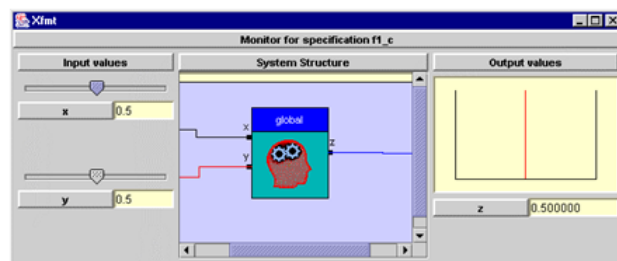 Xfmt
Monitor for specification f1_c
Input values
System Structure
Output values
x
0.5
y
0.5
global
x
y
z
z
0.500000